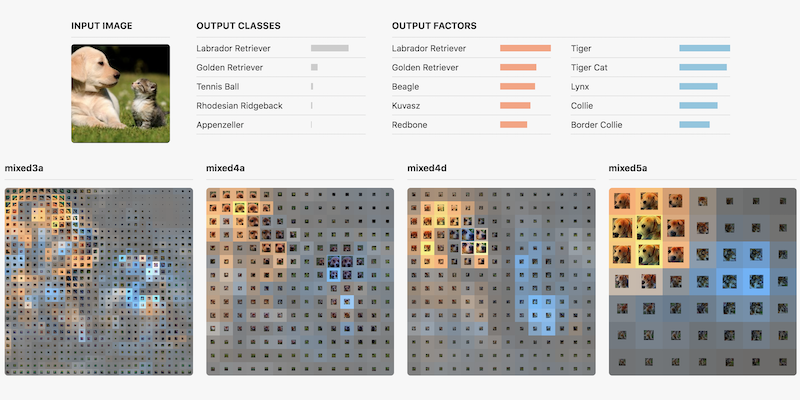 INPUT IMAGE
OUTPUT CLASSES
OUTPUT FACTORS
Labrador Retriever
Labrador Retriever
Tiger
Golden Retriever
Golden Retriever
Tiger Cat
Tennis Ball
Beagle
Lynx
Rhodesian Ridgeback
Kuvasz
Collie
Appenzeller
Redbone
Border Collie
mixed3a
mixed4a
mixed4d
mixed5a